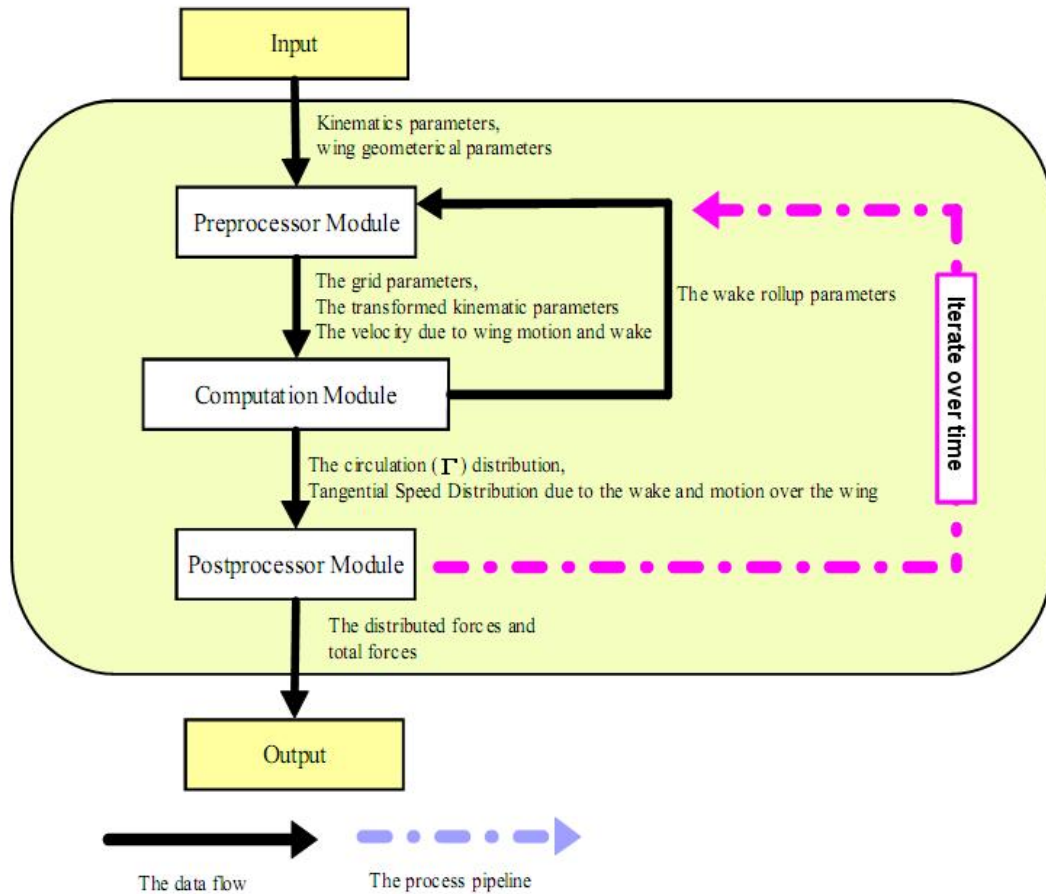 Input
Kinematics parameters,
wing geometerical parameters
Preprocessor Module
The grid parameters,
The transformed kinematic parameters
The velocity due to wing motion and wake
The wake rollup parameters
Iterate over time
Computation Module
The circulation (Γ) distribution,
Tangential Speed Distribution due to the wake and motion over the wing
Postprocessor Module
The distributed forces and
total forces
Output
The data flow
The process pipeline